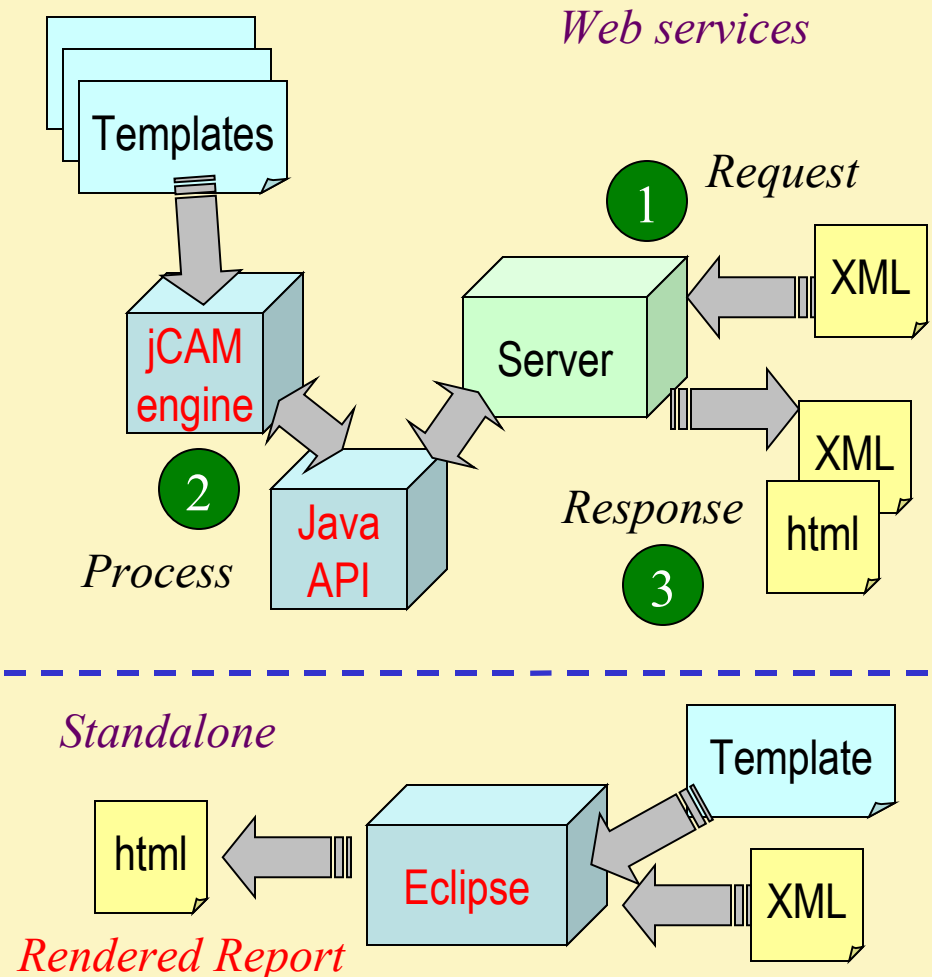 Web services
Templates
1
Request
XML
jCAM
engine
Server
2
Process
Java
API
Response
XML
html
3
Standalone
Template
html
Eclipse
XML
Rendered Report